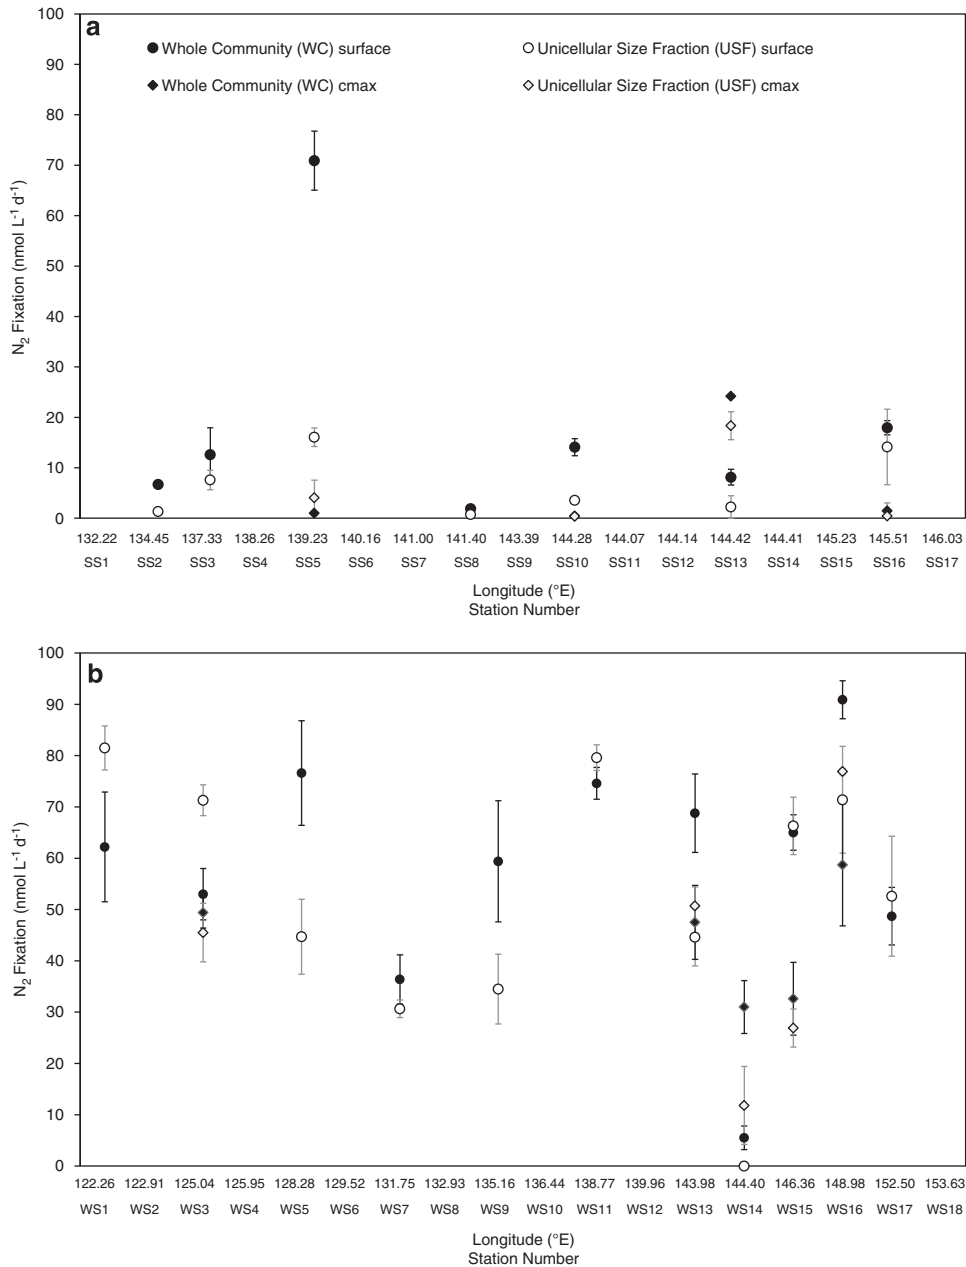 a
Whole Community (WC) surface
Unicellular Size Fraction (USF) surface
Whole Community (WC) cmax
Unicellular Size Fraction (USF) cmax
100
90
80
70
60
50
40
30
20
10
0
N2 Fixation (nmol L-1 d-1)
132.22 134.45 137.33 138.26 139.23 140.16 141.00 141.40 143.39 144.28 144.07 144.14 144.42 144.41 145.23 145.51 146.03
SS1 SS2 SS3 SS4 SS5 SS6 SS7 SS8 SS9 SS10 SS11 SS12 SS13 SS14 SS15 SS16 SS17
Longitude (°E)
Station Number
b
100
90
80
70
60
50
40
30
20
10
0
N2 Fixation (nmol L-1 d-1)
122.26 122.91 125.04 125.95 128.28 129.52 131.75 132.93 135.16 136.44 138.77 139.96 143.98 144.40 146.36 148.98 152.50 153.63
WS1 WS2 WS3 WS4 WS5 WS6 WS7 WS8 WS9 WS10 WS11 WS12 WS13 WS14 WS15 WS16 WS17 WS18
Longitude (°E)
Station Number